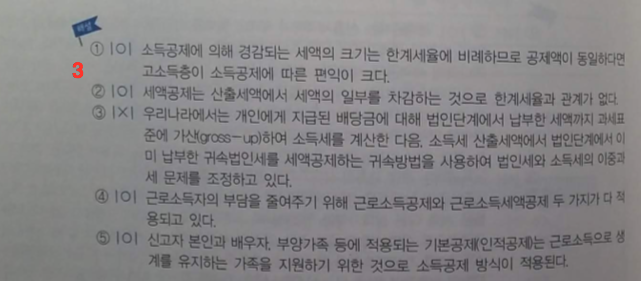 해설
① |O| 소득공제에 의해 경감되는 세액의 크기는 한계세율에 비례하므로 공제액이 동일하다면
3
고소득층이 소득공제에 따른 편익이 크다.
② |O| 세액공제는 산출세액에서 세액의 일부를 차감하는 것으로 한계세율과 관계가 없다.
③ |X| 우리나라에서는 개인에게 지급된 배당금에 대해 법인단계에서 납부한 세액까지 과세표
준에 가산(gross-up)하여 소득세를 계산한 다음, 소득세 산출세액에서 법인단계에서 이
미 납부한 귀속법인세를 세액공제하는 귀속방법을 사용하여 법인세와 소득세의 이중과
세 문제를 조정하고 있다.
④ |O| 근로소득자의 부담을 줄여주기 위해 근로소득공제와 근로소득세액공제 두 가지가 다 적
용되고 있다.
⑤ |O| 신고자 본인과 배우자, 부양가족 등에 적용되는 기본공제(인적공제)는 근로소득으로 생
계를 유지하는 가족을 지원하기 위한 것으로 소득공제 방식이 적용된다.